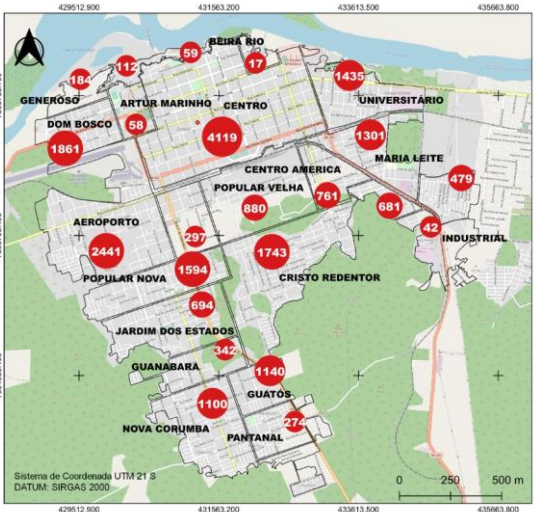 429512.900 431563.200 433613.500 435663.800
BEIRA RIO
59
17
112
184
1435
GENEROSO
ARTUR MARINHO
CENTRO
UNIVERSITÁRIO
DOM BOSCO
58
4119
1301
1861
MARIA LEITE
CENTRO AMERICA
479
POPULAR VELHA
761
880
681
AEROPORTO
42
297
INDUSTRIAL
2441
1743
1594
POPULAR NOVA
CRISTO REDENTOR
694
JARDIM DOS ESTADOS
342
GUANABARA
1140
GUATÓS
1100
274
NOVA CORUMBA
PANTANAL
Sistema de Coordenada UTM 21 S
DATUM: SIRGAS 2000
0 250 500 m
429512.900 431563.200 433613.500 435663.800